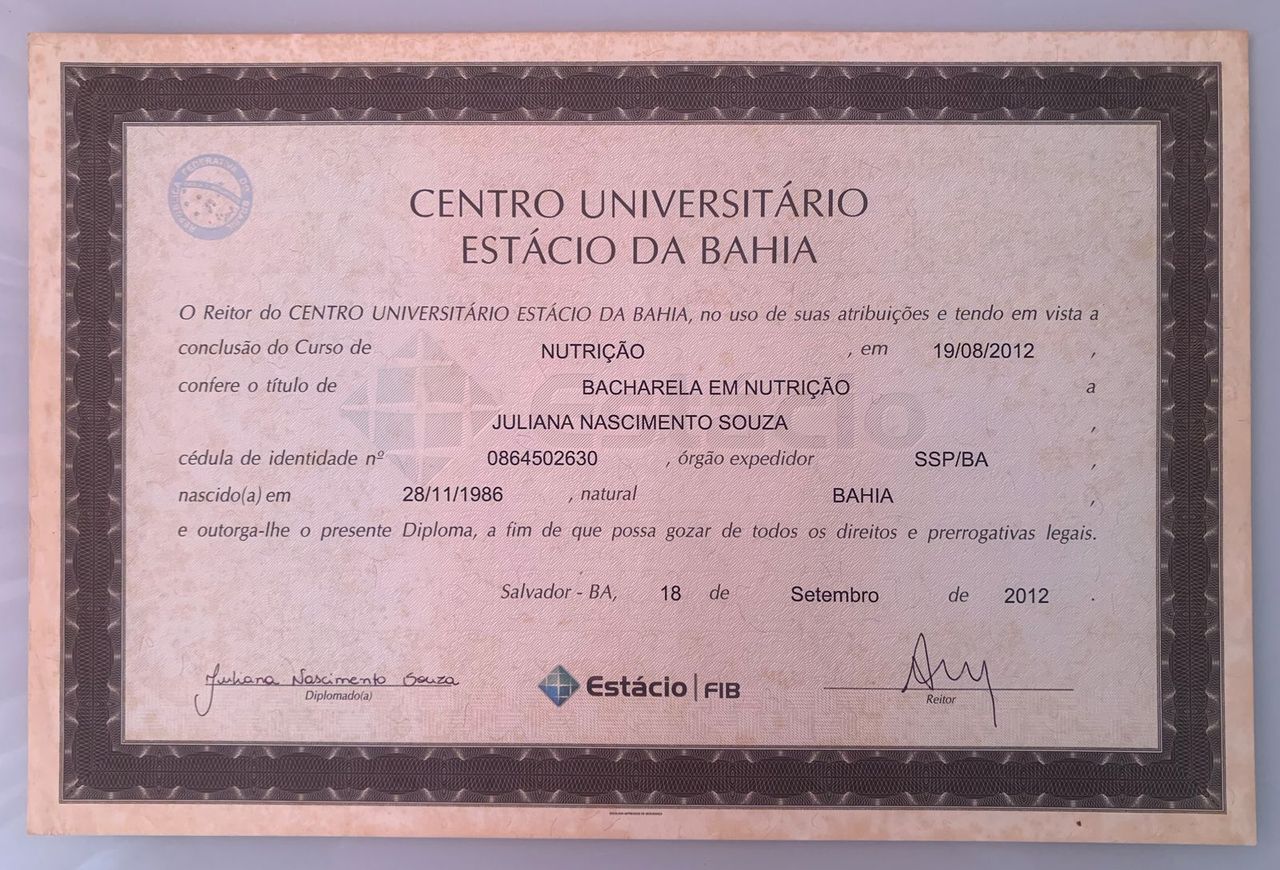 REPÚBLICA FEDERATIVA DO BRASIL
CENTRO UNIVERSITÁRIO
ESTÁCIO DA BAHIA
O Reitor do CENTRO UNIVERSITÁRIO ESTÁCIO DA BAHIA, no uso de suas atribuições e tendo em vista a
conclusão do Curso de NUTRIÇÃO , em 19/08/2012 ,
confere o título de BACHARELA EM NUTRIÇÃO a
JULIANA NASCIMENTO SOUZA ,
cédula de identidade nº 0864502630 , órgão expedidor SSP/BA ,
nascido(a) em 28/11/1986 , natural BAHIA ,
e outorga-lhe o presente Diploma, a fim de que possa gozar de todos os direitos e prerrogativas legais.
Salvador - BA, 18 de Setembro de 2012 .
Juliana Nascimento Souza
Diplomado(a)
Estácio | FIB
Reitor